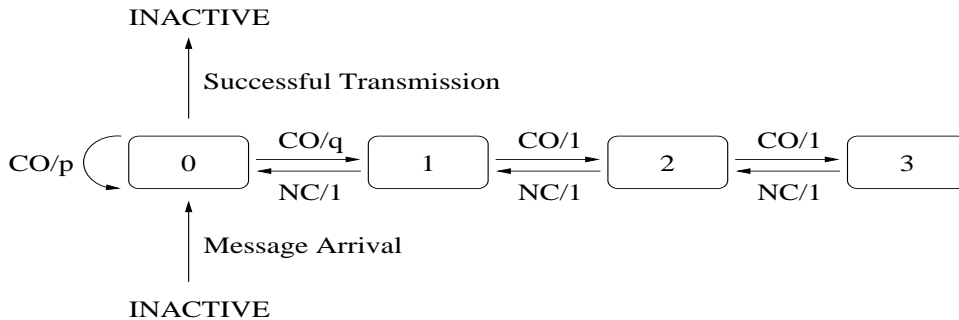 INACTIVE
Successful Transmission
CO/p
0
CO/q
NC/1
1
CO/1
NC/1
2
CO/1
NC/1
3
Message Arrival
INACTIVE